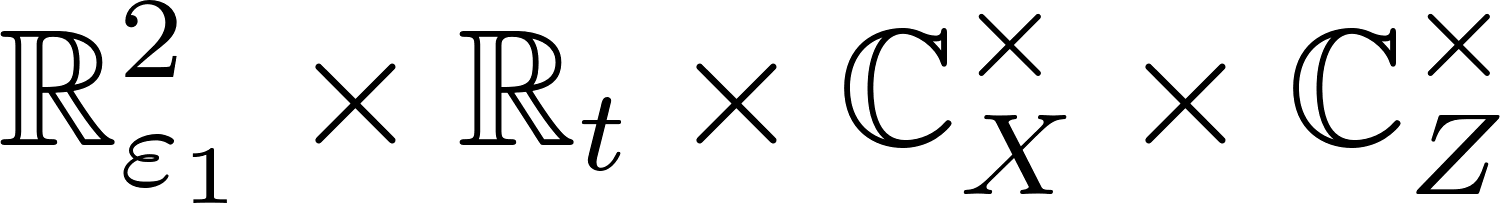 ℝ²_{ε₁} × ℝ_t × ℂ^×_X × ℂ^×_Z